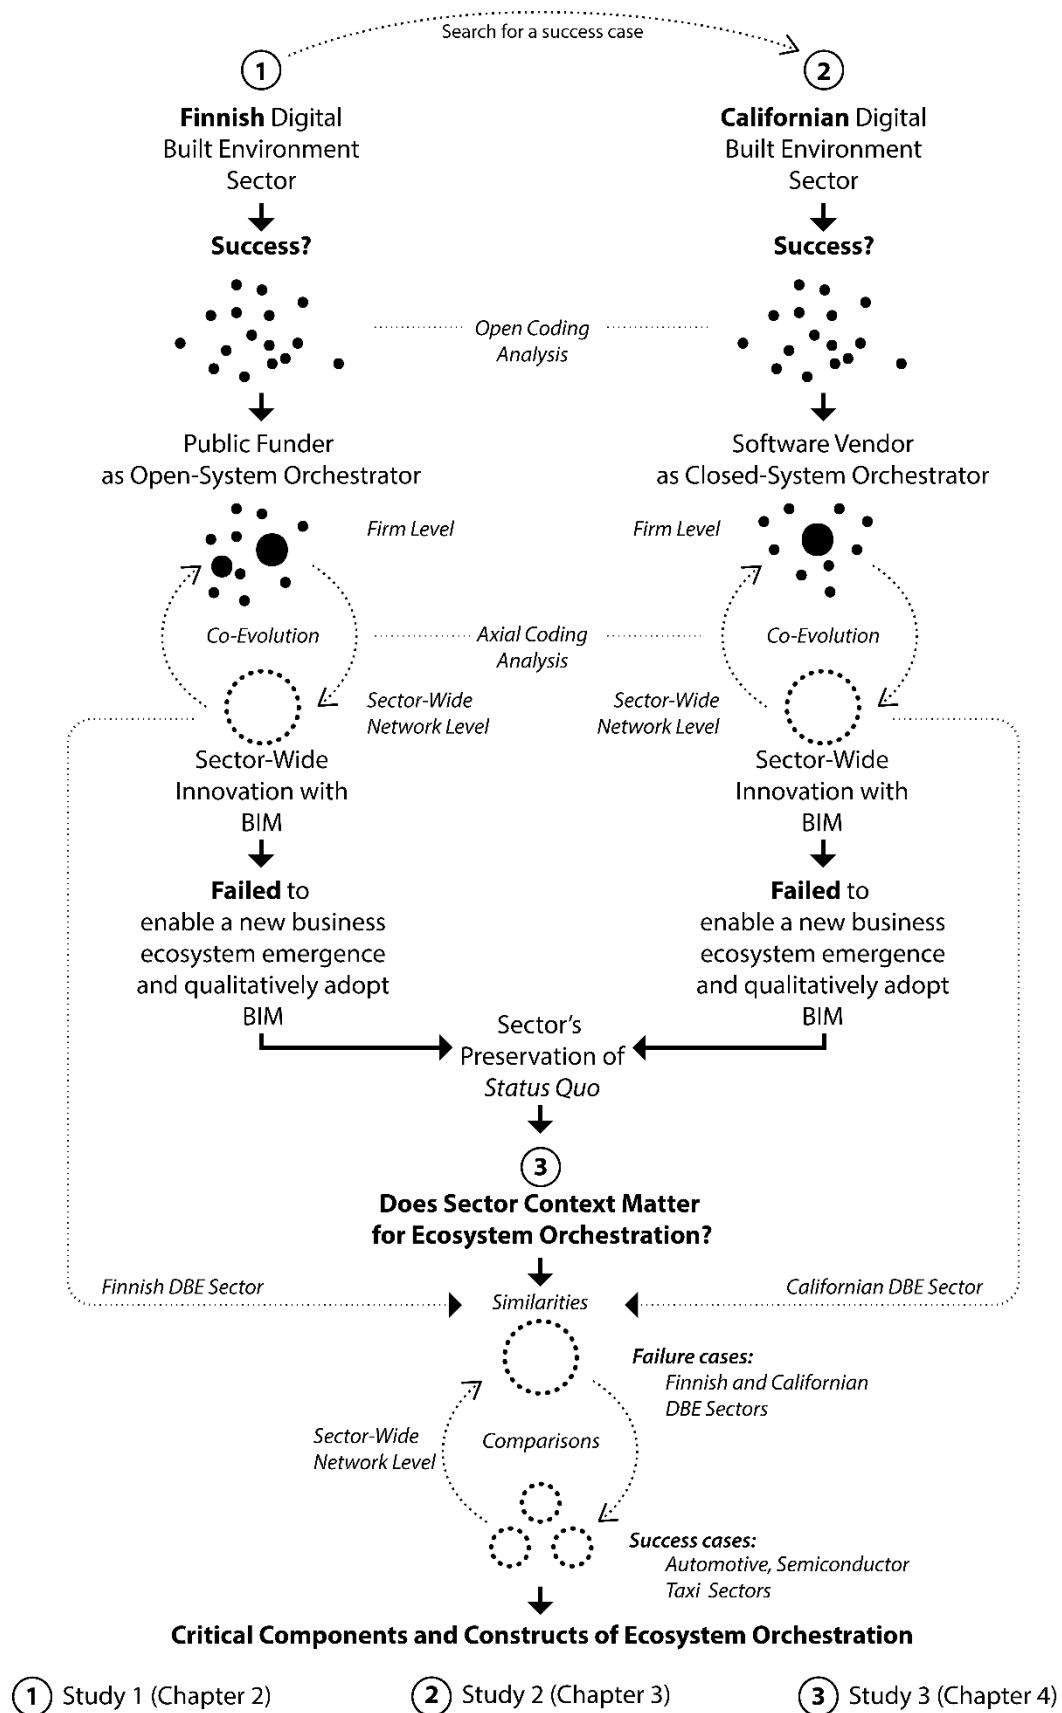 Search for a success case
1
2
Finnish Digital
Built Environment
Sector
Californian Digital
Built Environment
Sector
Success?
Success?
Open Coding
Analysis
Public Funder
as Open-System Orchestrator
Software Vendor
as Closed-System Orchestrator
Firm Level
Firm Level
Co-Evolution
Axial Coding
Analysis
Co-Evolution
Sector-Wide
Network Level
Sector-Wide
Network Level
Sector-Wide
Innovation with
BIM
Sector-Wide
Innovation with
BIM
Failed to
enable a new business
ecosystem emergence
and qualitatively adopt
BIM
Failed to
enable a new business
ecosystem emergence
and qualitatively adopt
BIM
Sector's
Preservation of
Status Quo
3
Does Sector Context Matter
for Ecosystem Orchestration?
Finnish DBE Sector
Californian DBE Sector
Similarities
Failure cases:
Finnish and Californian
DBE Sectors
Sector-Wide
Network Level
Comparisons
Success cases:
Automotive, Semiconductor
Taxi Sectors
Critical Components and Constructs of Ecosystem Orchestration
1 Study 1 (Chapter 2)
2 Study 2 (Chapter 3)
3 Study 3 (Chapter 4)